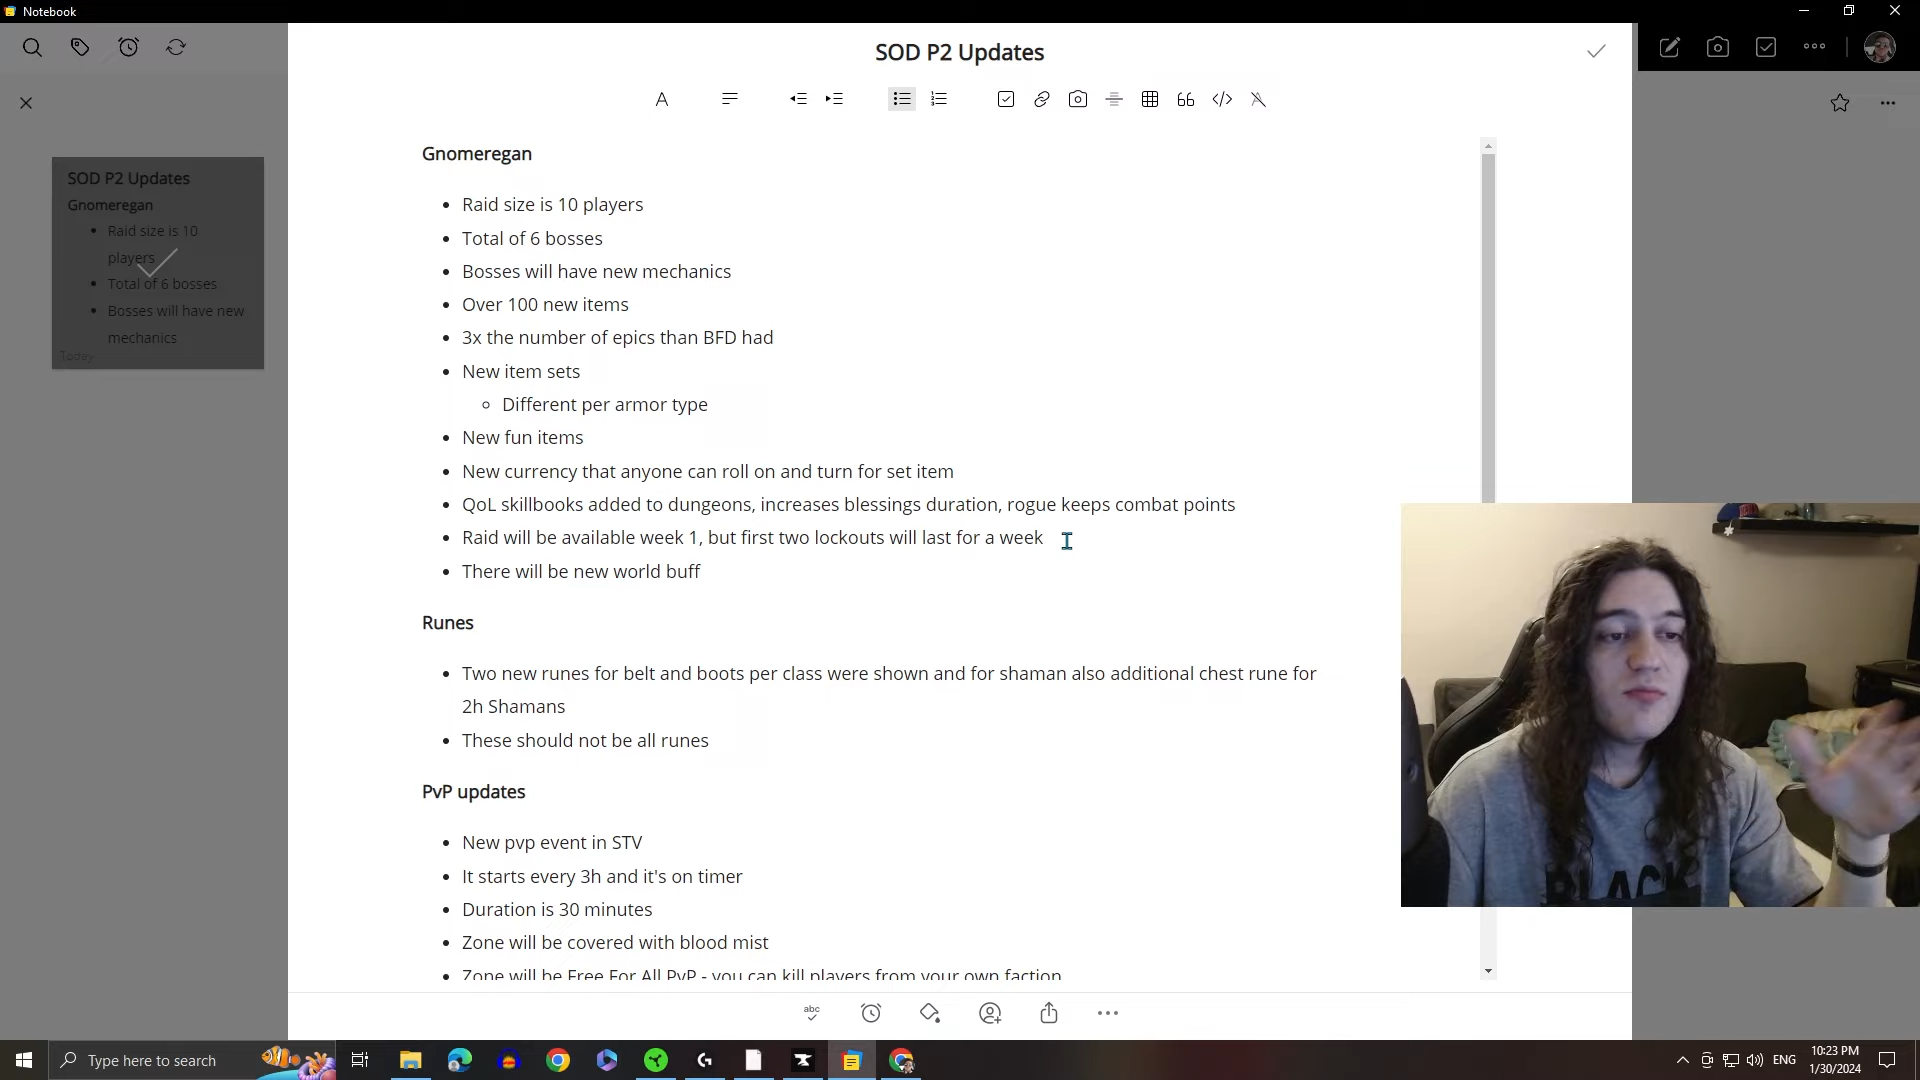 Notebook
SOD P2 Updates
A
Gnomeregan
Raid size is 10 players
Total of 6 bosses
Bosses will have new mechanics
Over 100 new items
3x the number of epics than BFD had
New item sets
Different per armor type
New fun items
New currency that anyone can roll on and turn for set item
QoL skillbooks added to dungeons, increases blessings duration, rogue keeps combat points
Raid will be available week 1, but first two lockouts will last for a week
There will be new world buff
Runes
Two new runes for belt and boots per class were shown and for shaman also additional chest rune for
2h Shamans
These should not be all runes
PvP updates
New pvp event in STV
It starts every 3h and it's on timer
Duration is 30 minutes
Zone will be covered with blood mist
Zone will be Free For All PvP - you can kill players from your own faction
SOD P2 Updates
Gnomeregan
Raid size is 10
players
Total of 6 bosses
Bosses will have new
mechanics
Today
BLACK
abc
Type here to search
ENG
10:23 PM
1/30/2024